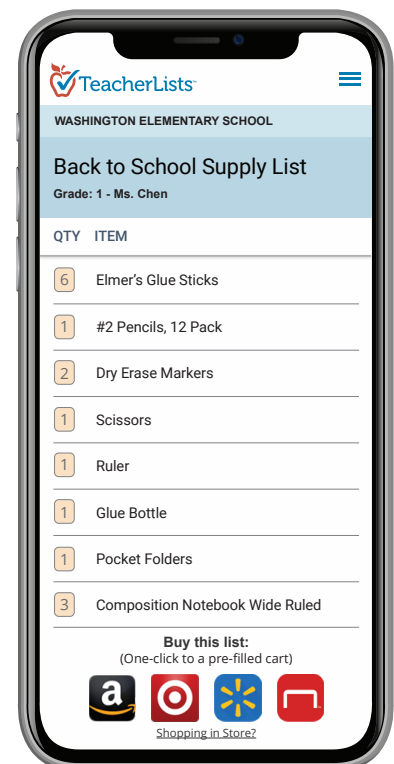 TeacherLists™
WASHINGTON ELEMENTARY SCHOOL
Back to School Supply List
Grade: 1 - Ms. Chen
QTY ITEM
6 Elmer’s Glue Sticks
1 #2 Pencils, 12 Pack
2 Dry Erase Markers
1 Scissors
1 Ruler
1 Glue Bottle
1 Pocket Folders
3 Composition Notebook Wide Ruled
Buy this list:
(One-click to a pre-filled cart)
a
Shopping in Store?